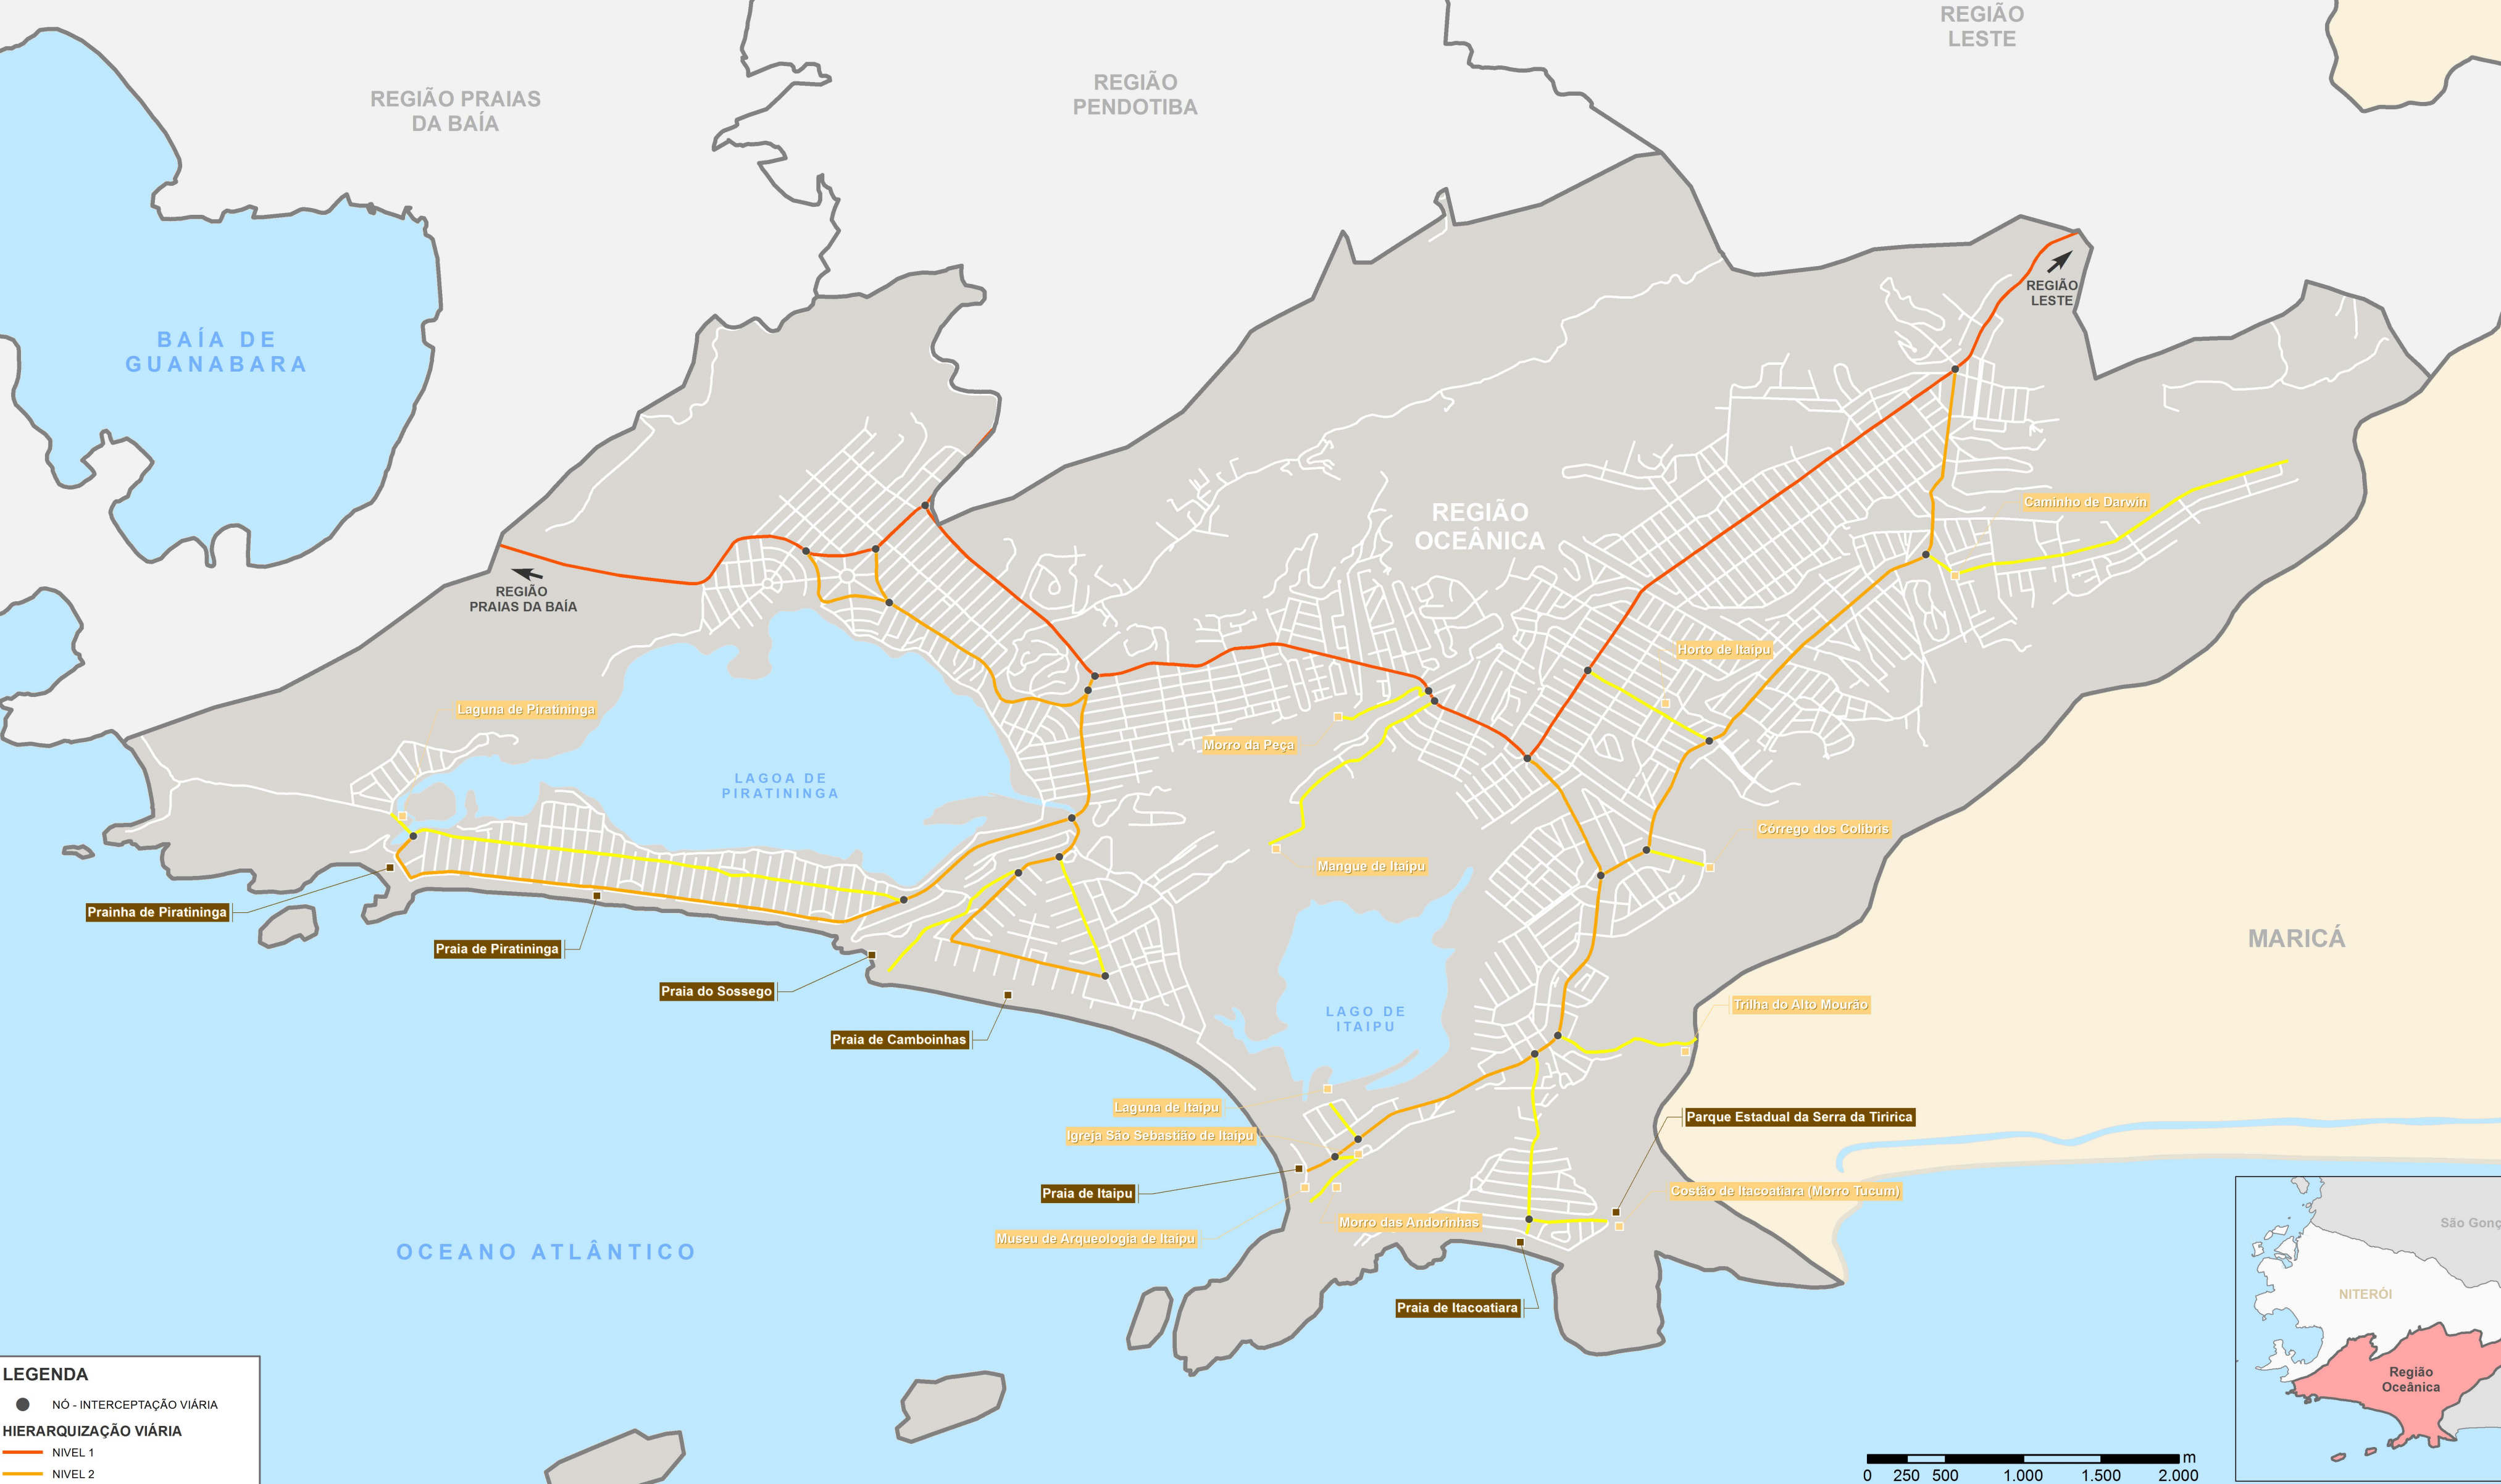 REGIÃO PRAIAS
DA BAÍA
REGIÃO
PENDOTIBA
REGIÃO
LESTE
BAÍA DE
GUANABARA
REGIÃO
LESTE
REGIÃO
OCEÂNICA
Caminho de Darwin
REGIÃO
PRAIAS DA BAÍA
Horto de Itaipu
Laguna de Piratininga
Morro da Peça
LAGOA DE
PIRATININGA
Córrego dos Colibris
Mangue de Itaipu
Prainha de Piratininga
Praia de Piratininga
MARICÁ
Praia do Sossego
Trilha do Alto Mourão
LAGO DE
ITAIPU
Praia de Camboinhas
Laguna de Itaipu
Parque Estadual da Serra da Tiririca
Igreja São Sebastião de Itaipu
Praia de Itaipu
Costão de Itacoatiara (Morro Tucum)
Morro das Andorinhas
Museu de Arqueologia de Itaipu
OCEANO ATLÂNTICO
Praia de Itacoatiara
São Gonç
NITERÓI
Região
Oceânica
LEGENDA
NÓ - INTERCEPTAÇÃO VIÁRIA
HIERARQUIZAÇÃO VIÁRIA
NIVEL 1
NIVEL 2
m
0 250 500 1.000 1.500 2.000